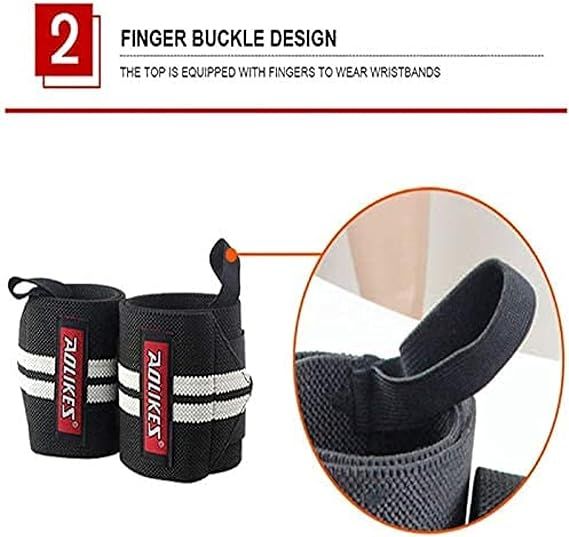 2
FINGER BUCKLE DESIGN
THE TOP IS EQUIPPED WITH FINGERS TO WEAR WRISTBANDS
AOLIKES®
AOLIKES®